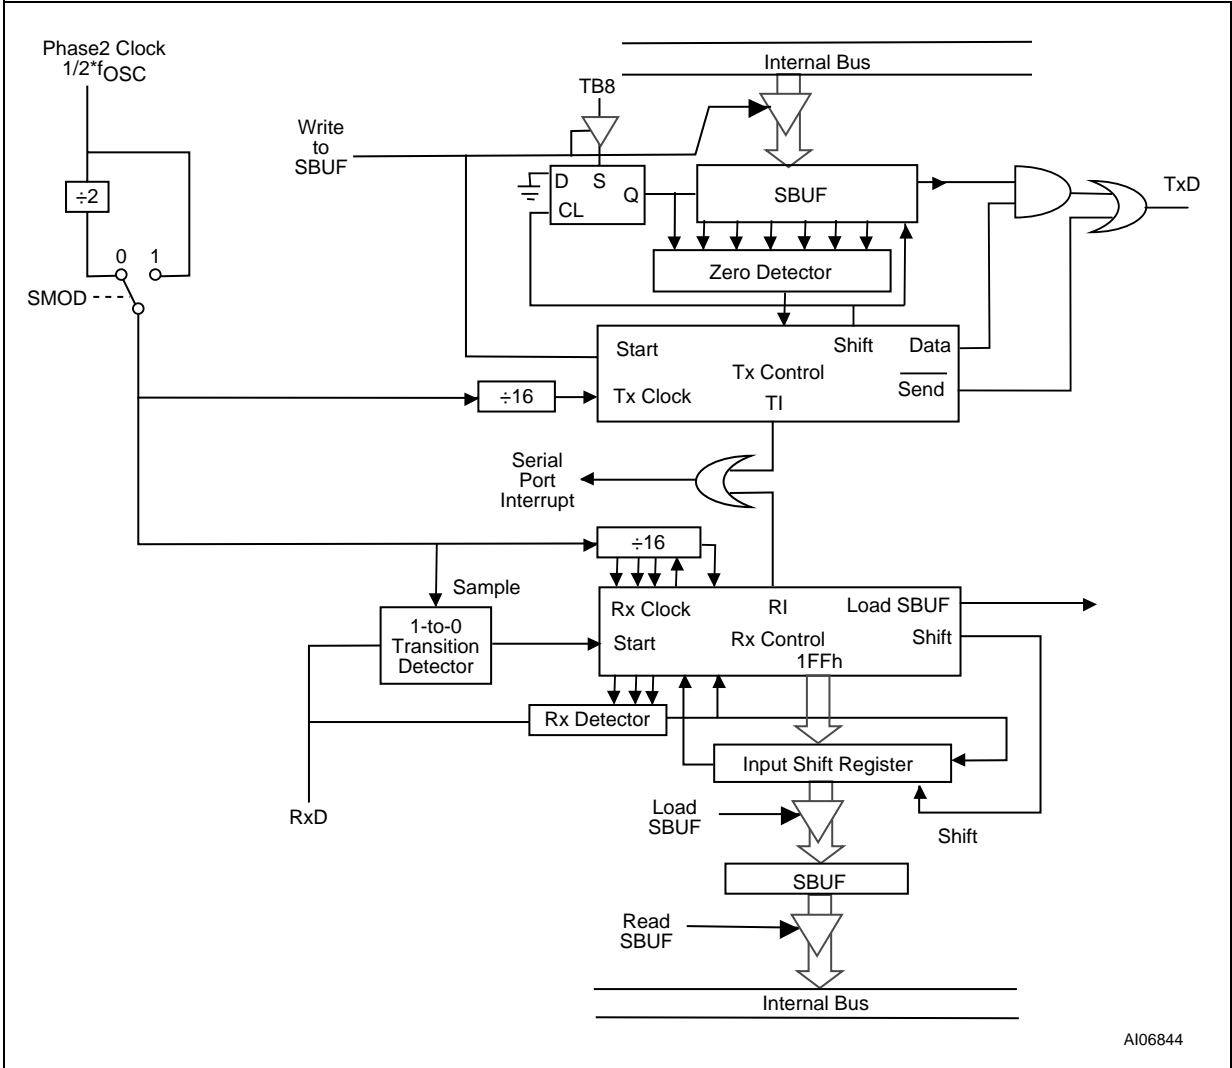 Phase2 Clock
1/2*fOSC
Internal Bus
TB8
Write
to
SBUF
÷2
D S
Q
CL
SBUF
TxD
0 1
SMOD
Zero Detector
Start
Shift
Data
Tx Control
Send
Tx Clock
TI
÷16
Serial
Port
Interrupt
÷16
Sample
Rx Clock
RI
Load SBUF
1-to-0
Transition
Detector
Start
Rx Control
Shift
1FFh
Rx Detector
Input Shift Register
RxD
Load
SBUF
Shift
SBUF
Read
SBUF
Internal Bus
AI06844